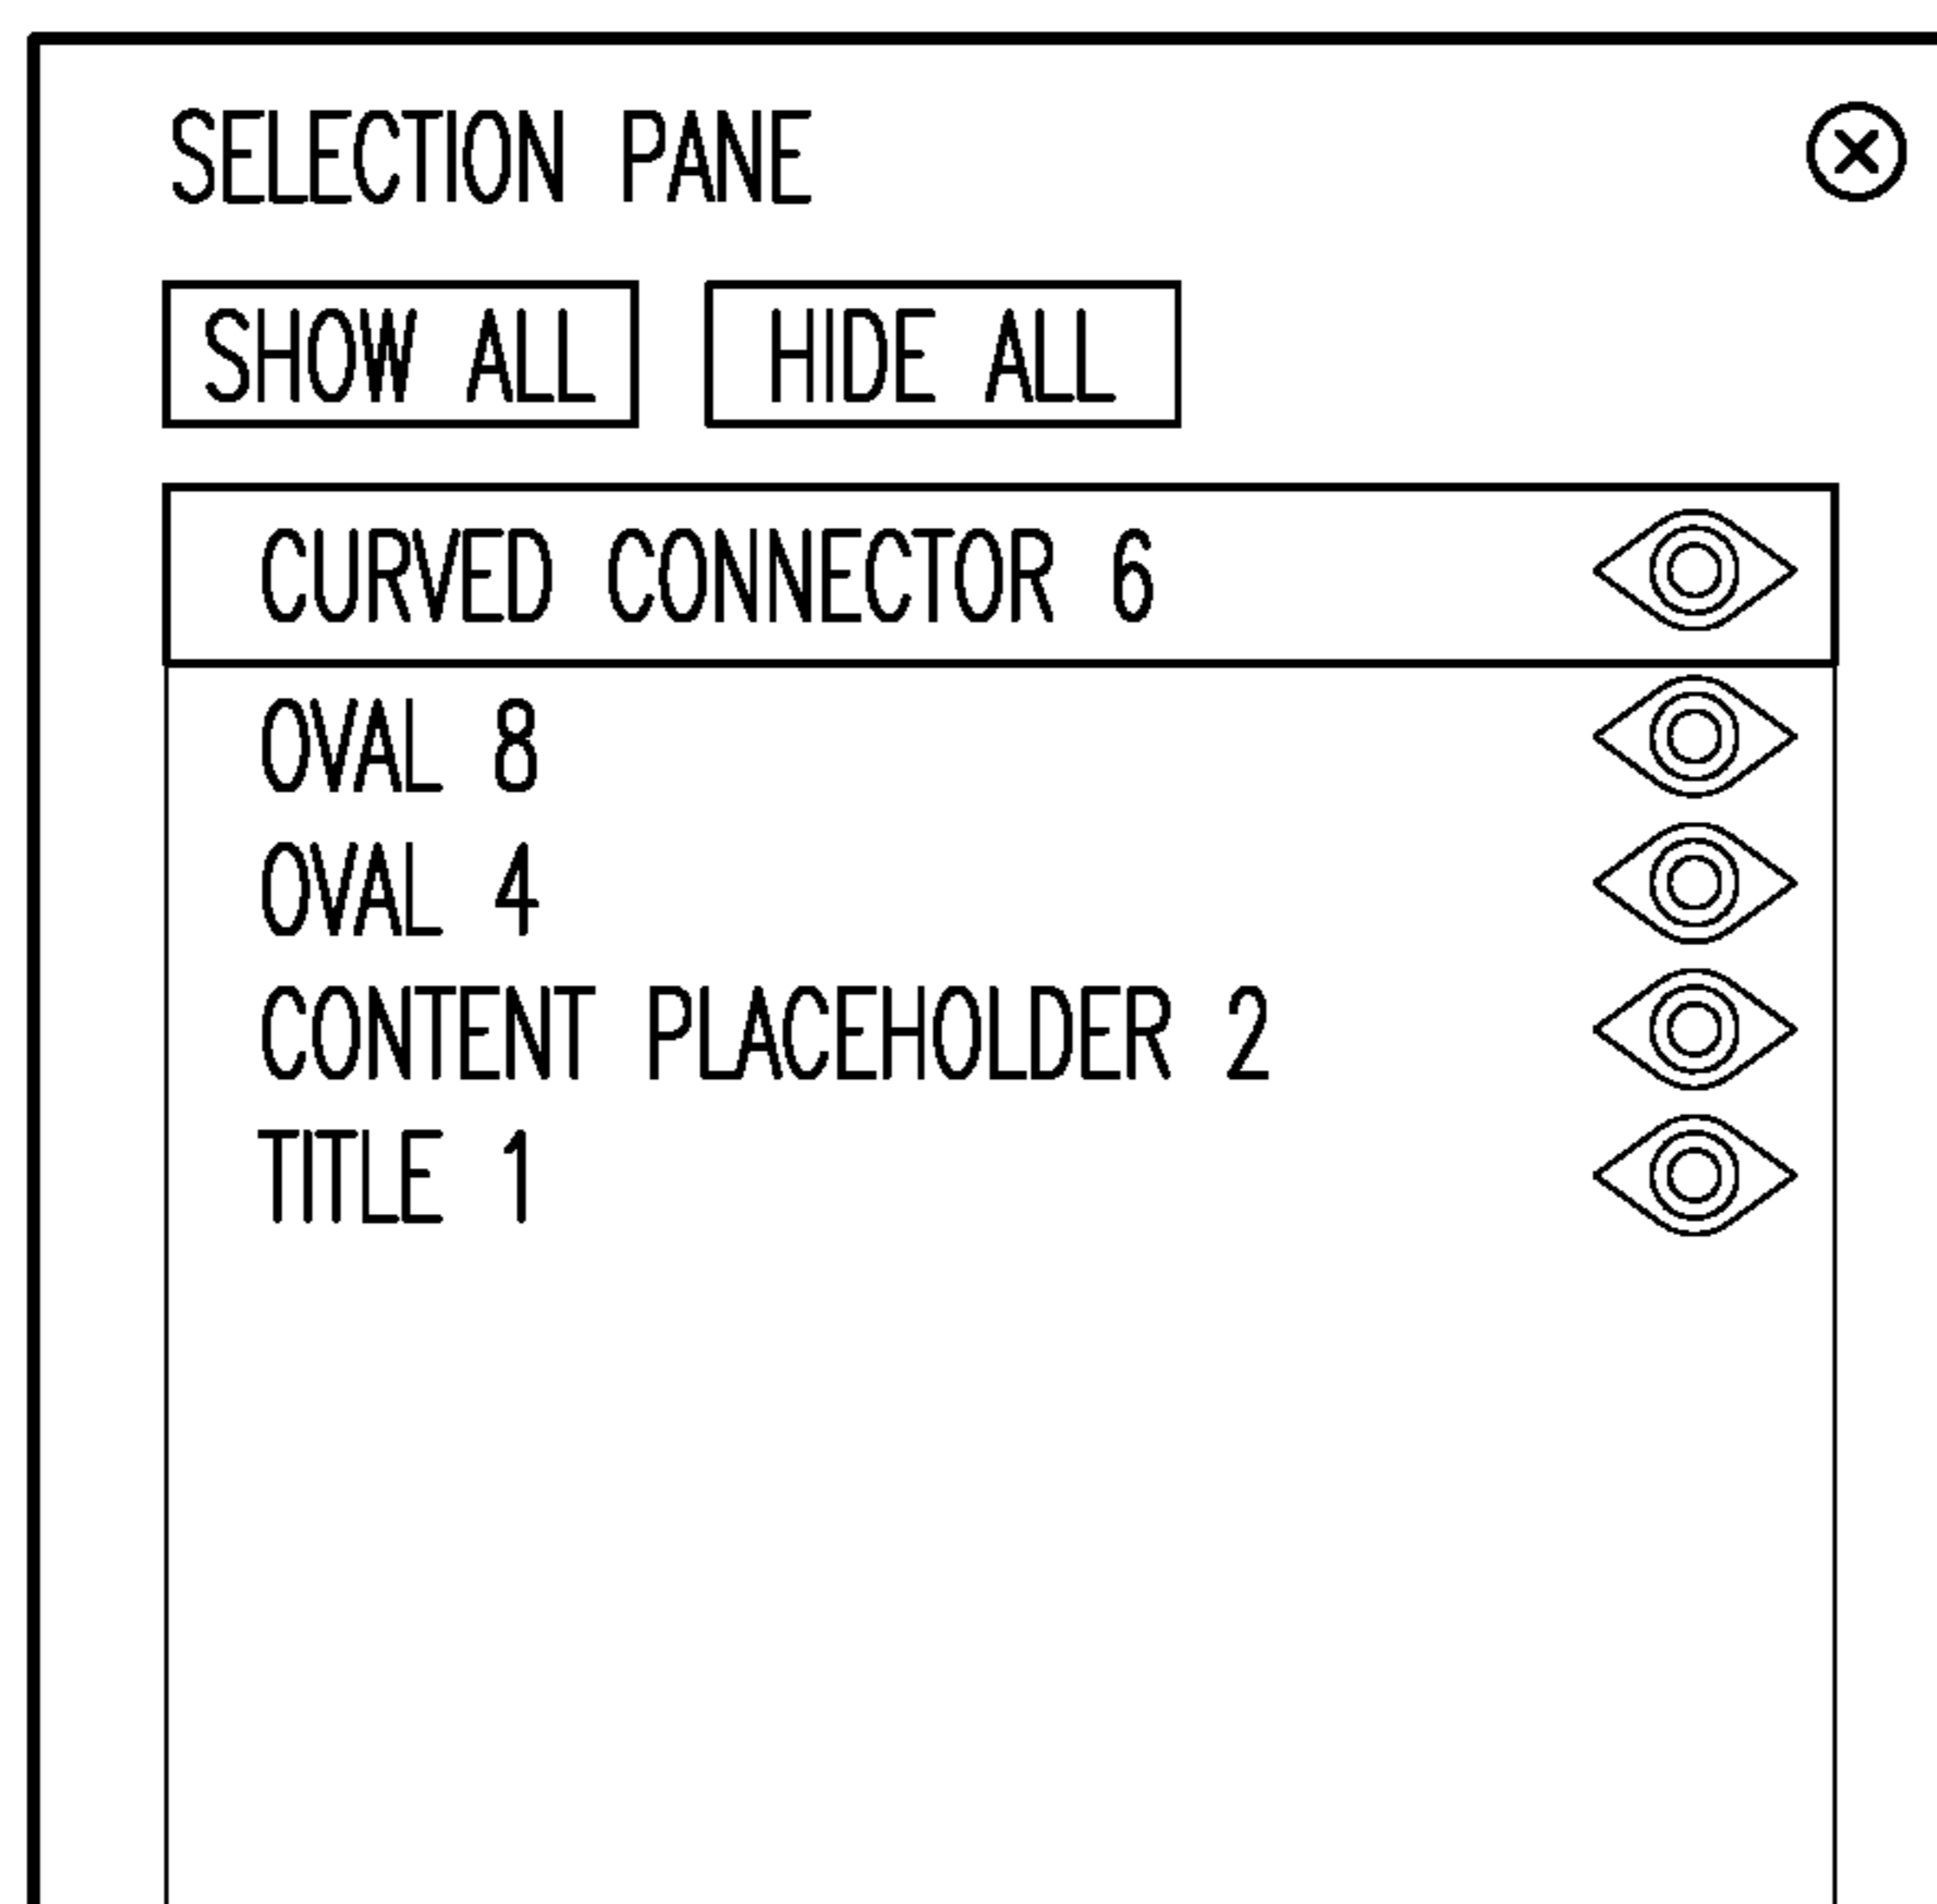 SELECTION PANE
SHOW ALL HIDE ALL
CURVED CONNECTOR 6
OVAL 8
OVAL 4
CONTENT PLACEHOLDER 2
TITLE 1